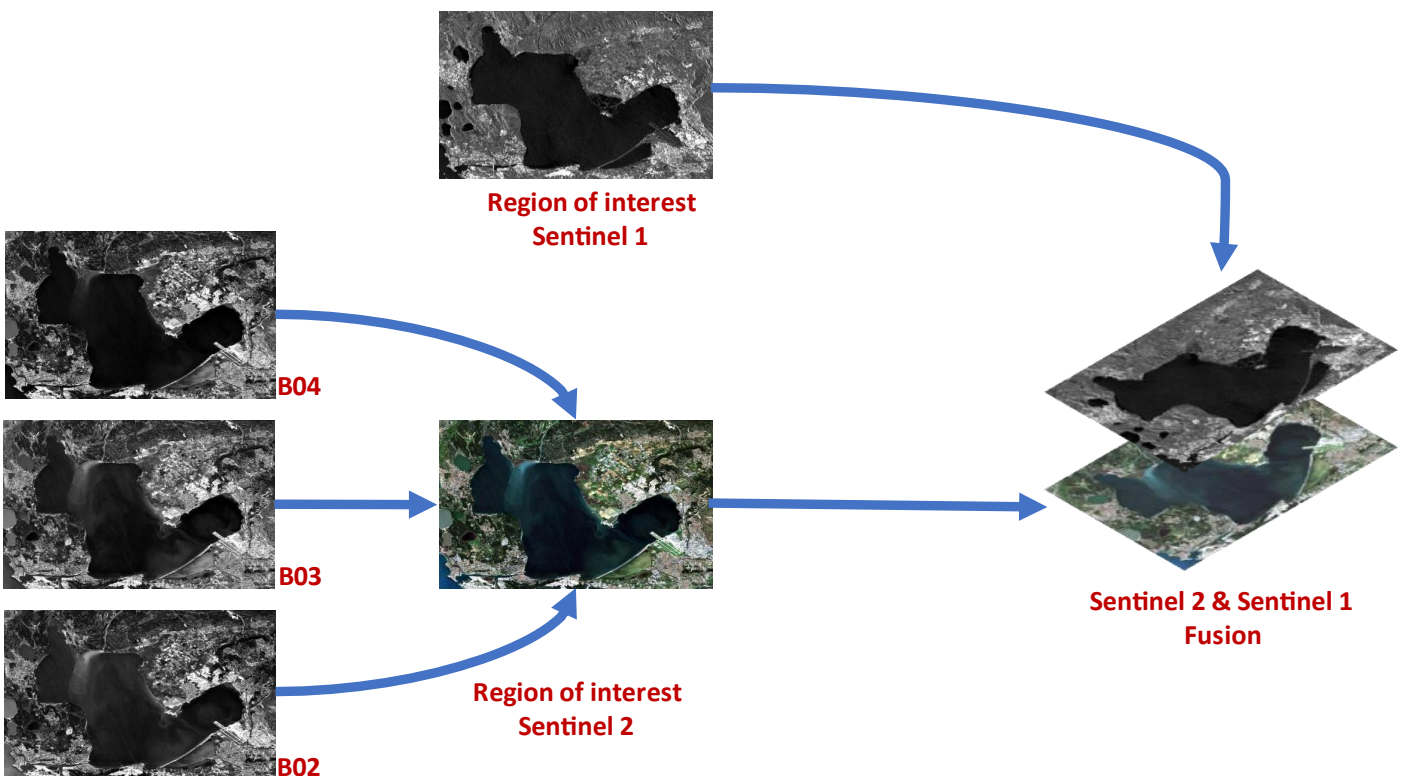 Region of interest
Sentinel 1
B04
B03
B02
Region of interest
Sentinel 2
Sentinel 2 & Sentinel 1
Fusion